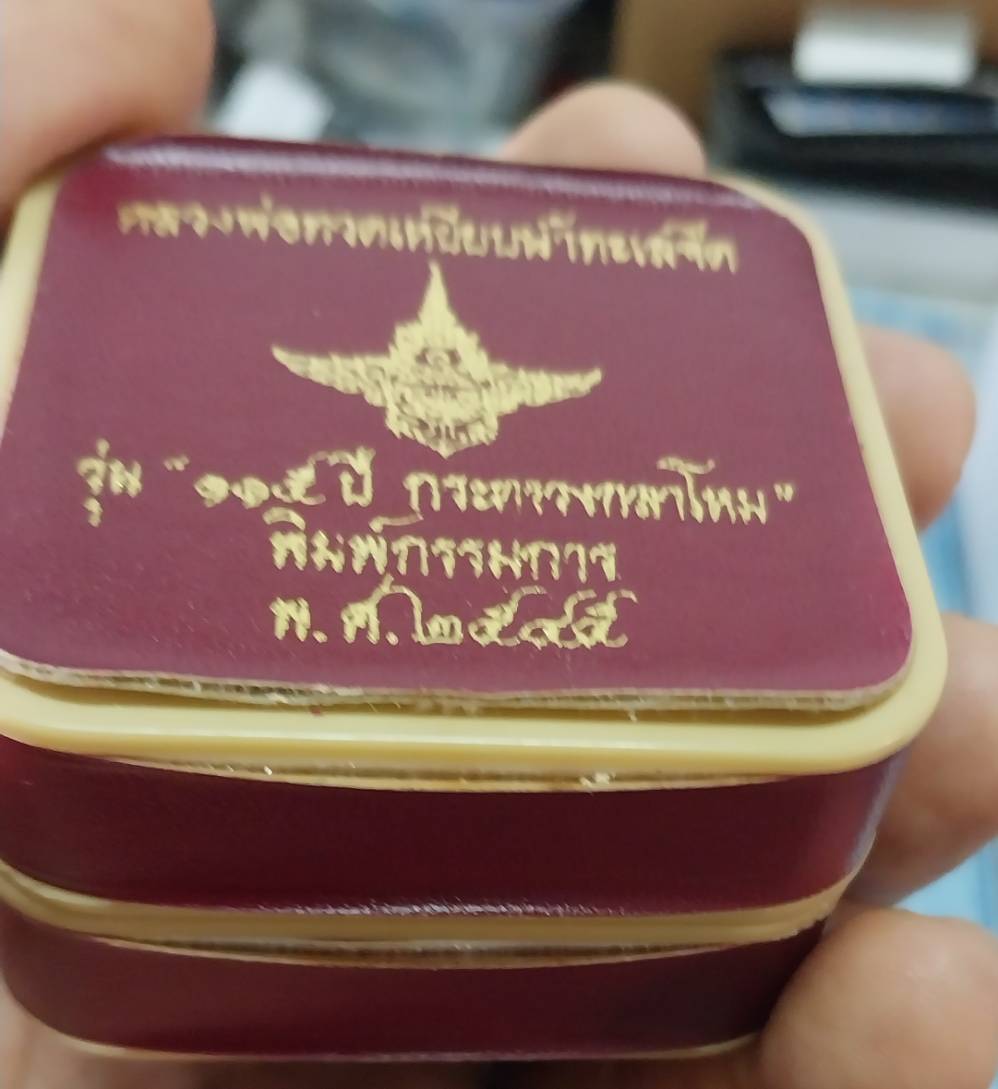 หลวงพ่อทวดเหยียบน้ำทะเลจืด
รุ่น "๑๑๕ ปี กระทรวงกลาโหม"
พิมพ์กรรมการ
พ.ศ.๒๕๔๕